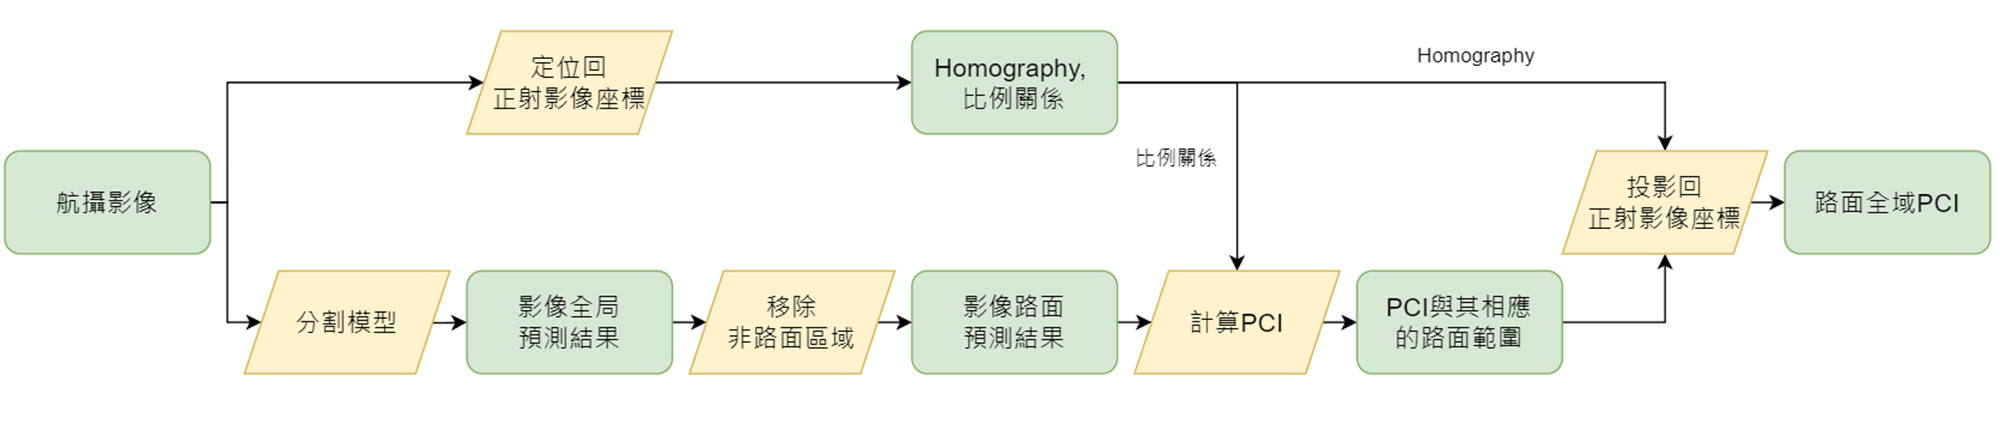 定位回
正射影像座標
Homography,
比例關係
Homography
比例關係
航攝影像
投影回
正射影像座標
路面全域PCI
分割模型
影像全局
預測結果
移除
非路面區域
影像路面
預測結果
計算PCI
PCI與其相應
的路面範圍